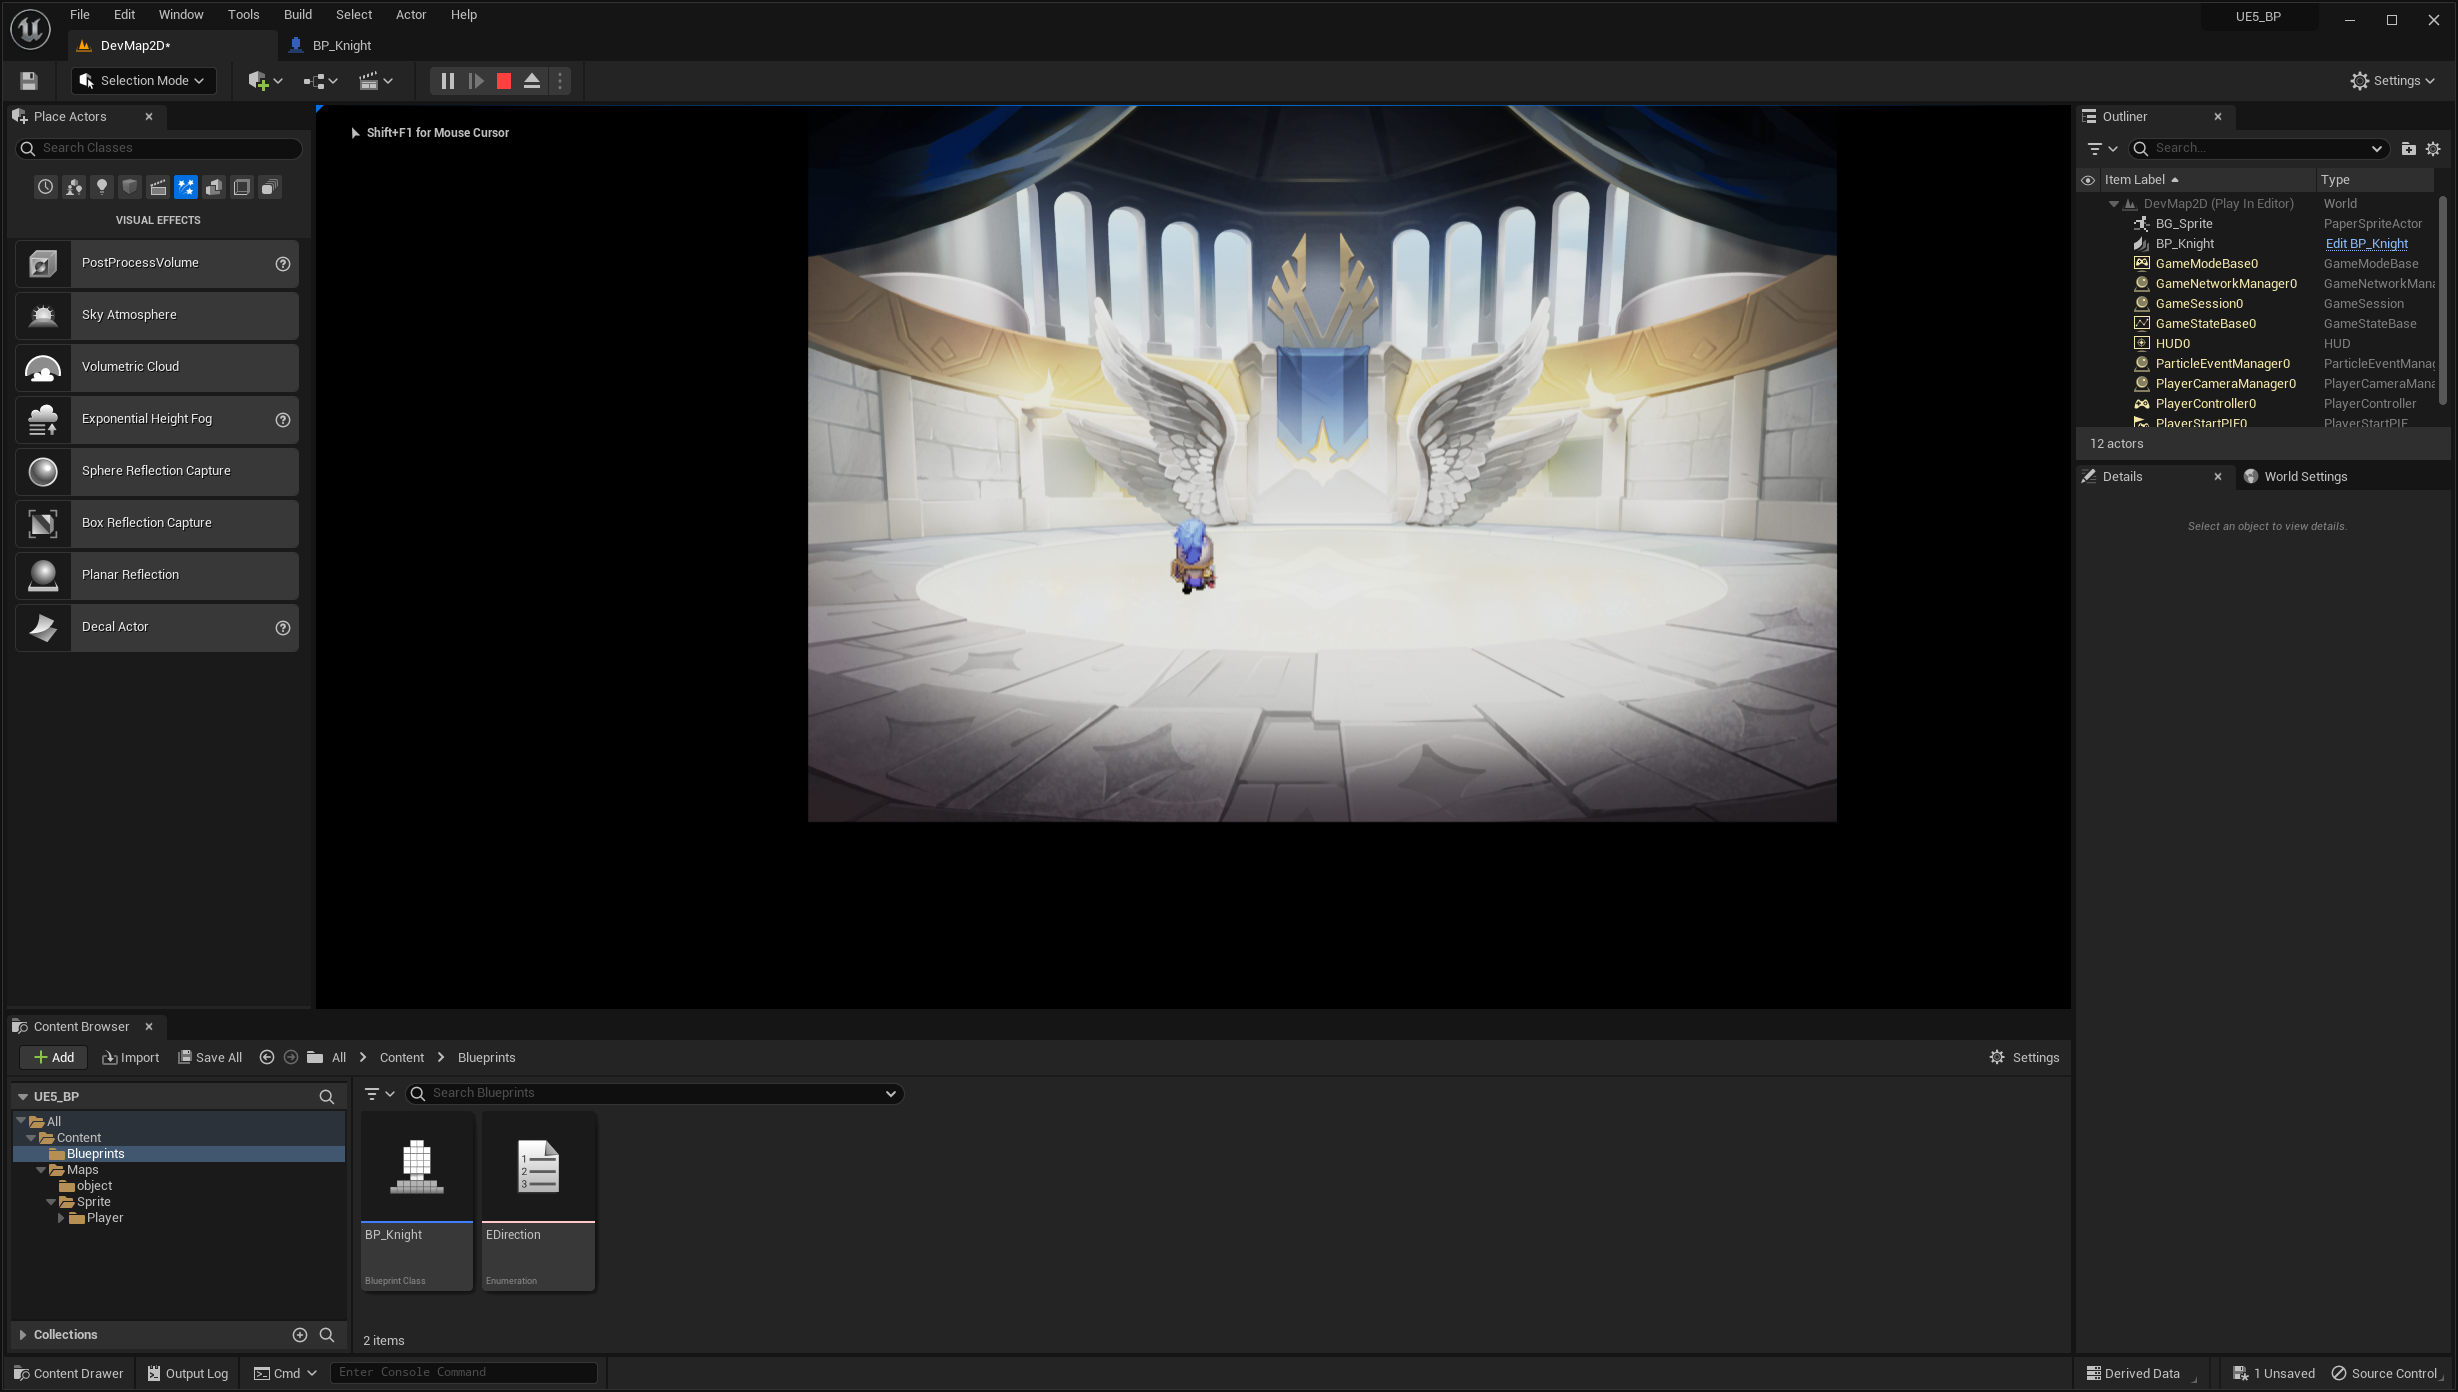 File Edit Window Tools Build Select Actor Help
UE5_BP
DevMap2D*
BP_Knight
Selection Mode
Settings
Place Actors
Search Classes
VISUAL EFFECTS
PostProcessVolume
Sky Atmosphere
Volumetric Cloud
Exponential Height Fog
Sphere Reflection Capture
Box Reflection Capture
Planar Reflection
Decal Actor
Shift+F1 for Mouse Cursor
Outliner
Search...
Item Label Type
DevMap2D (Play In Editor) World
BG_Sprite PaperSpriteActor
BP_Knight Edit BP_Knight
GameModeBase0 GameModeBase
GameNetworkManager0 GameNetworkMana
GameSession0 GameSession
GameStateBase0 GameStateBase
HUD0 HUD
ParticleEventManager0 ParticleEventManag
PlayerCameraManager0 PlayerCameraMana
PlayerController0 PlayerController
PlayerStartPIE0 PlayerStartPIE
12 actors
Details
World Settings
Select an object to view details.
Content Browser
Add Import Save All All Content Blueprints
Settings
UE5_BP
All
Content
Blueprints
Maps
object
Sprite
Player
Collections
Search Blueprints
BP_Knight
Blueprint Class
1
2
3
EDirection
Enumeration
2 items
Content Drawer Output Log Cmd Enter Console Command
Derived Data 1 Unsaved Source Control